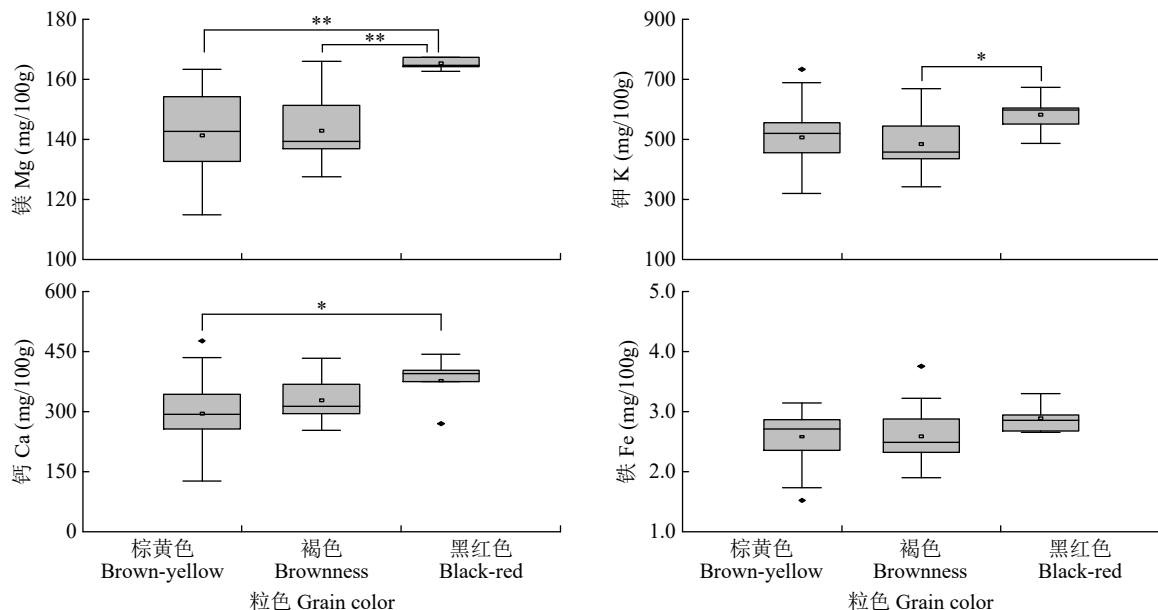 180
160
140
120
100
镁 Mg (mg/100g)
**
**
900
700
500
300
100
钾 K (mg/100g)
*
600
450
300
150
0
钙 Ca (mg/100g)
*
棕黄色
Brown-yellow
褐色
Brownness
黑红色
Black-red
粒色 Grain color
5.0
4.0
3.0
2.0
1.0
铁 Fe (mg/100g)
棕黄色
Brown-yellow
褐色
Brownness
黑红色
Black-red
粒色 Grain color